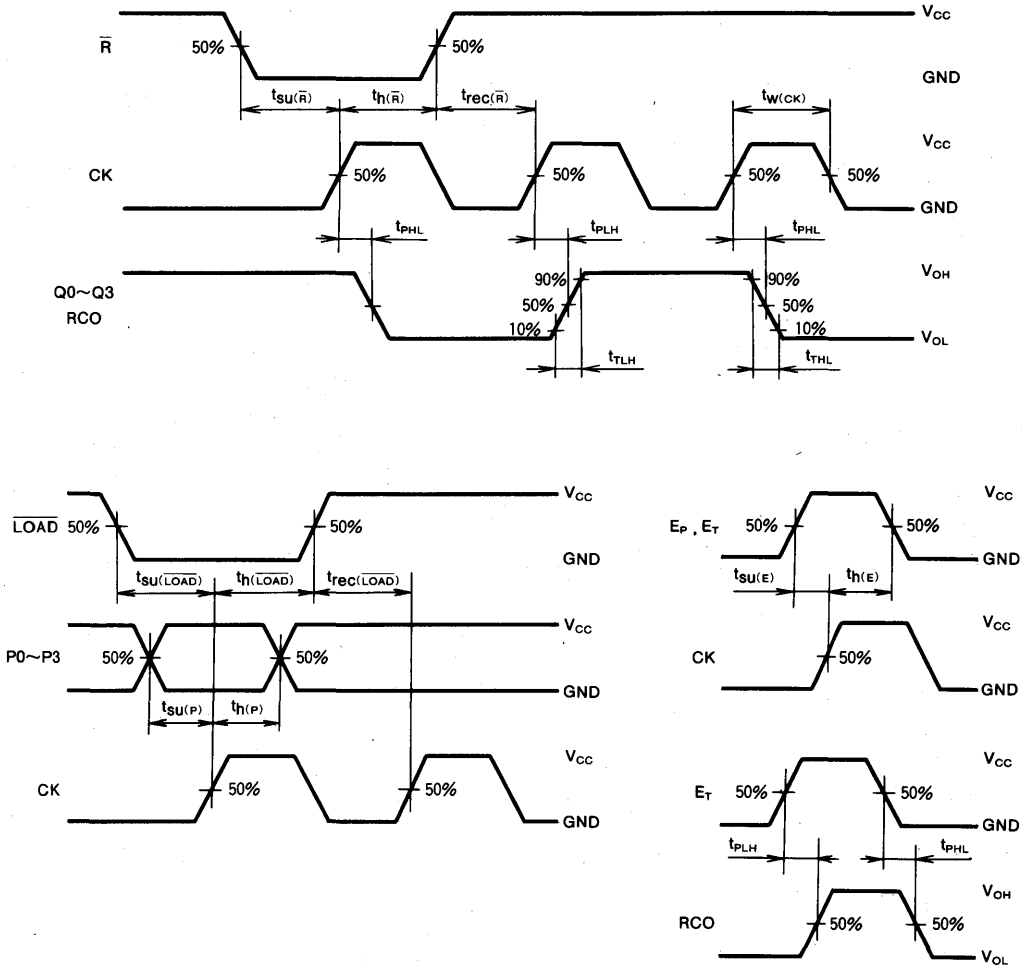 VCC
R̅
50%
50%
GND
tsu(R̅)
th(R̅)
trec(R̅)
tw(CK)
VCC
CK
50%
50%
50%
50%
GND
tPHL
tPLH
tPHL
VOH
Q0~Q3
RCO
90%
50%
10%
90%
50%
10%
VOL
tTLH
tTHL
VCC
L̅O̅A̅D̅
50%
50%
GND
tsu(L̅O̅A̅D̅)
th(L̅O̅A̅D̅)
trec(L̅O̅A̅D̅)
VCC
P0~P3
50%
50%
GND
tsu(P)
th(P)
VCC
CK
50%
50%
GND
VCC
EP , ET
50%
50%
GND
tsu(E)
th(E)
VCC
CK
50%
GND
VCC
ET
50%
50%
GND
tPLH
tPHL
VOH
RCO
50%
50%
VOL